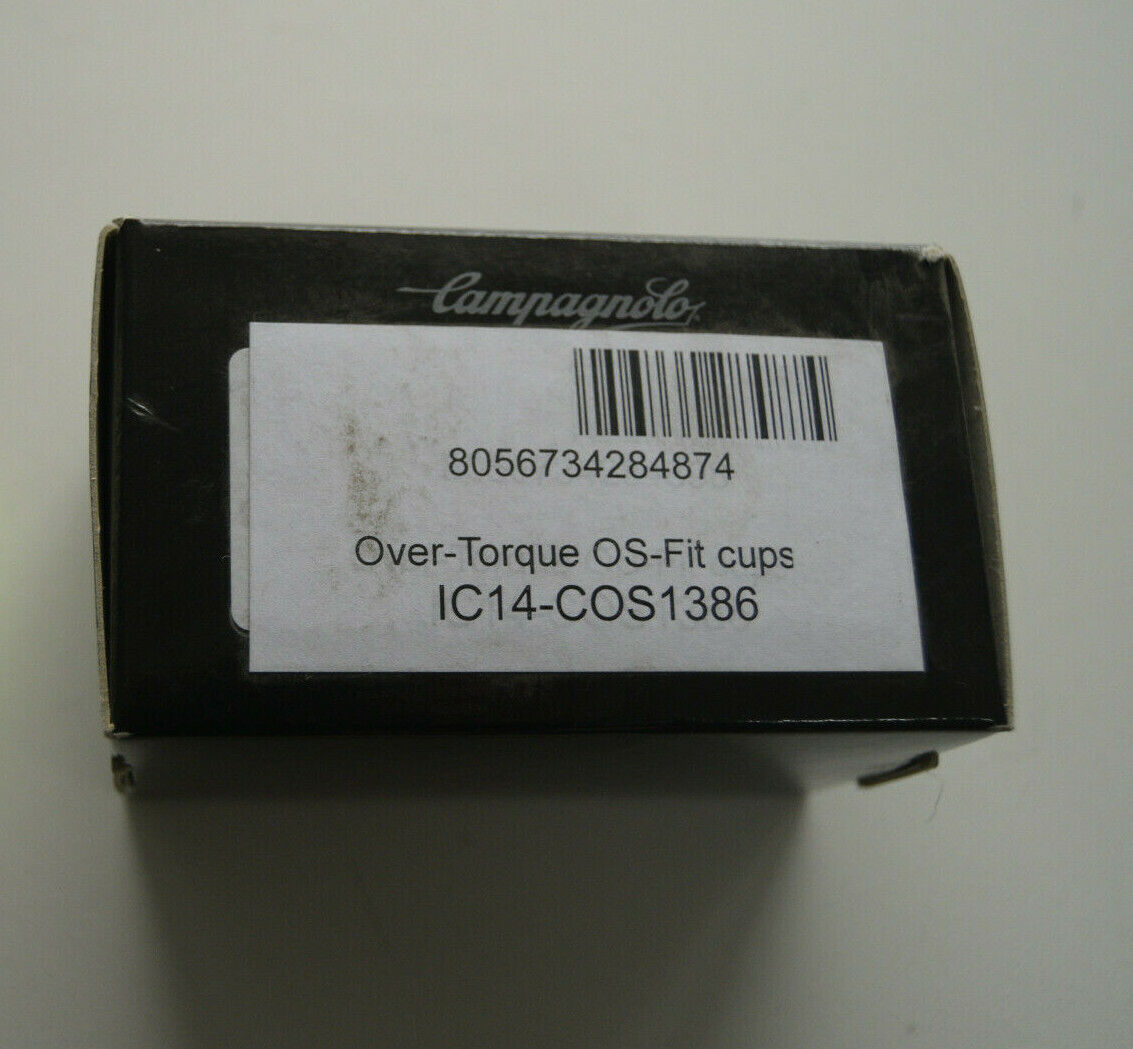 Campagnolo
8056734284874
Over-Torque OS-Fit cups
IC14-COS1386